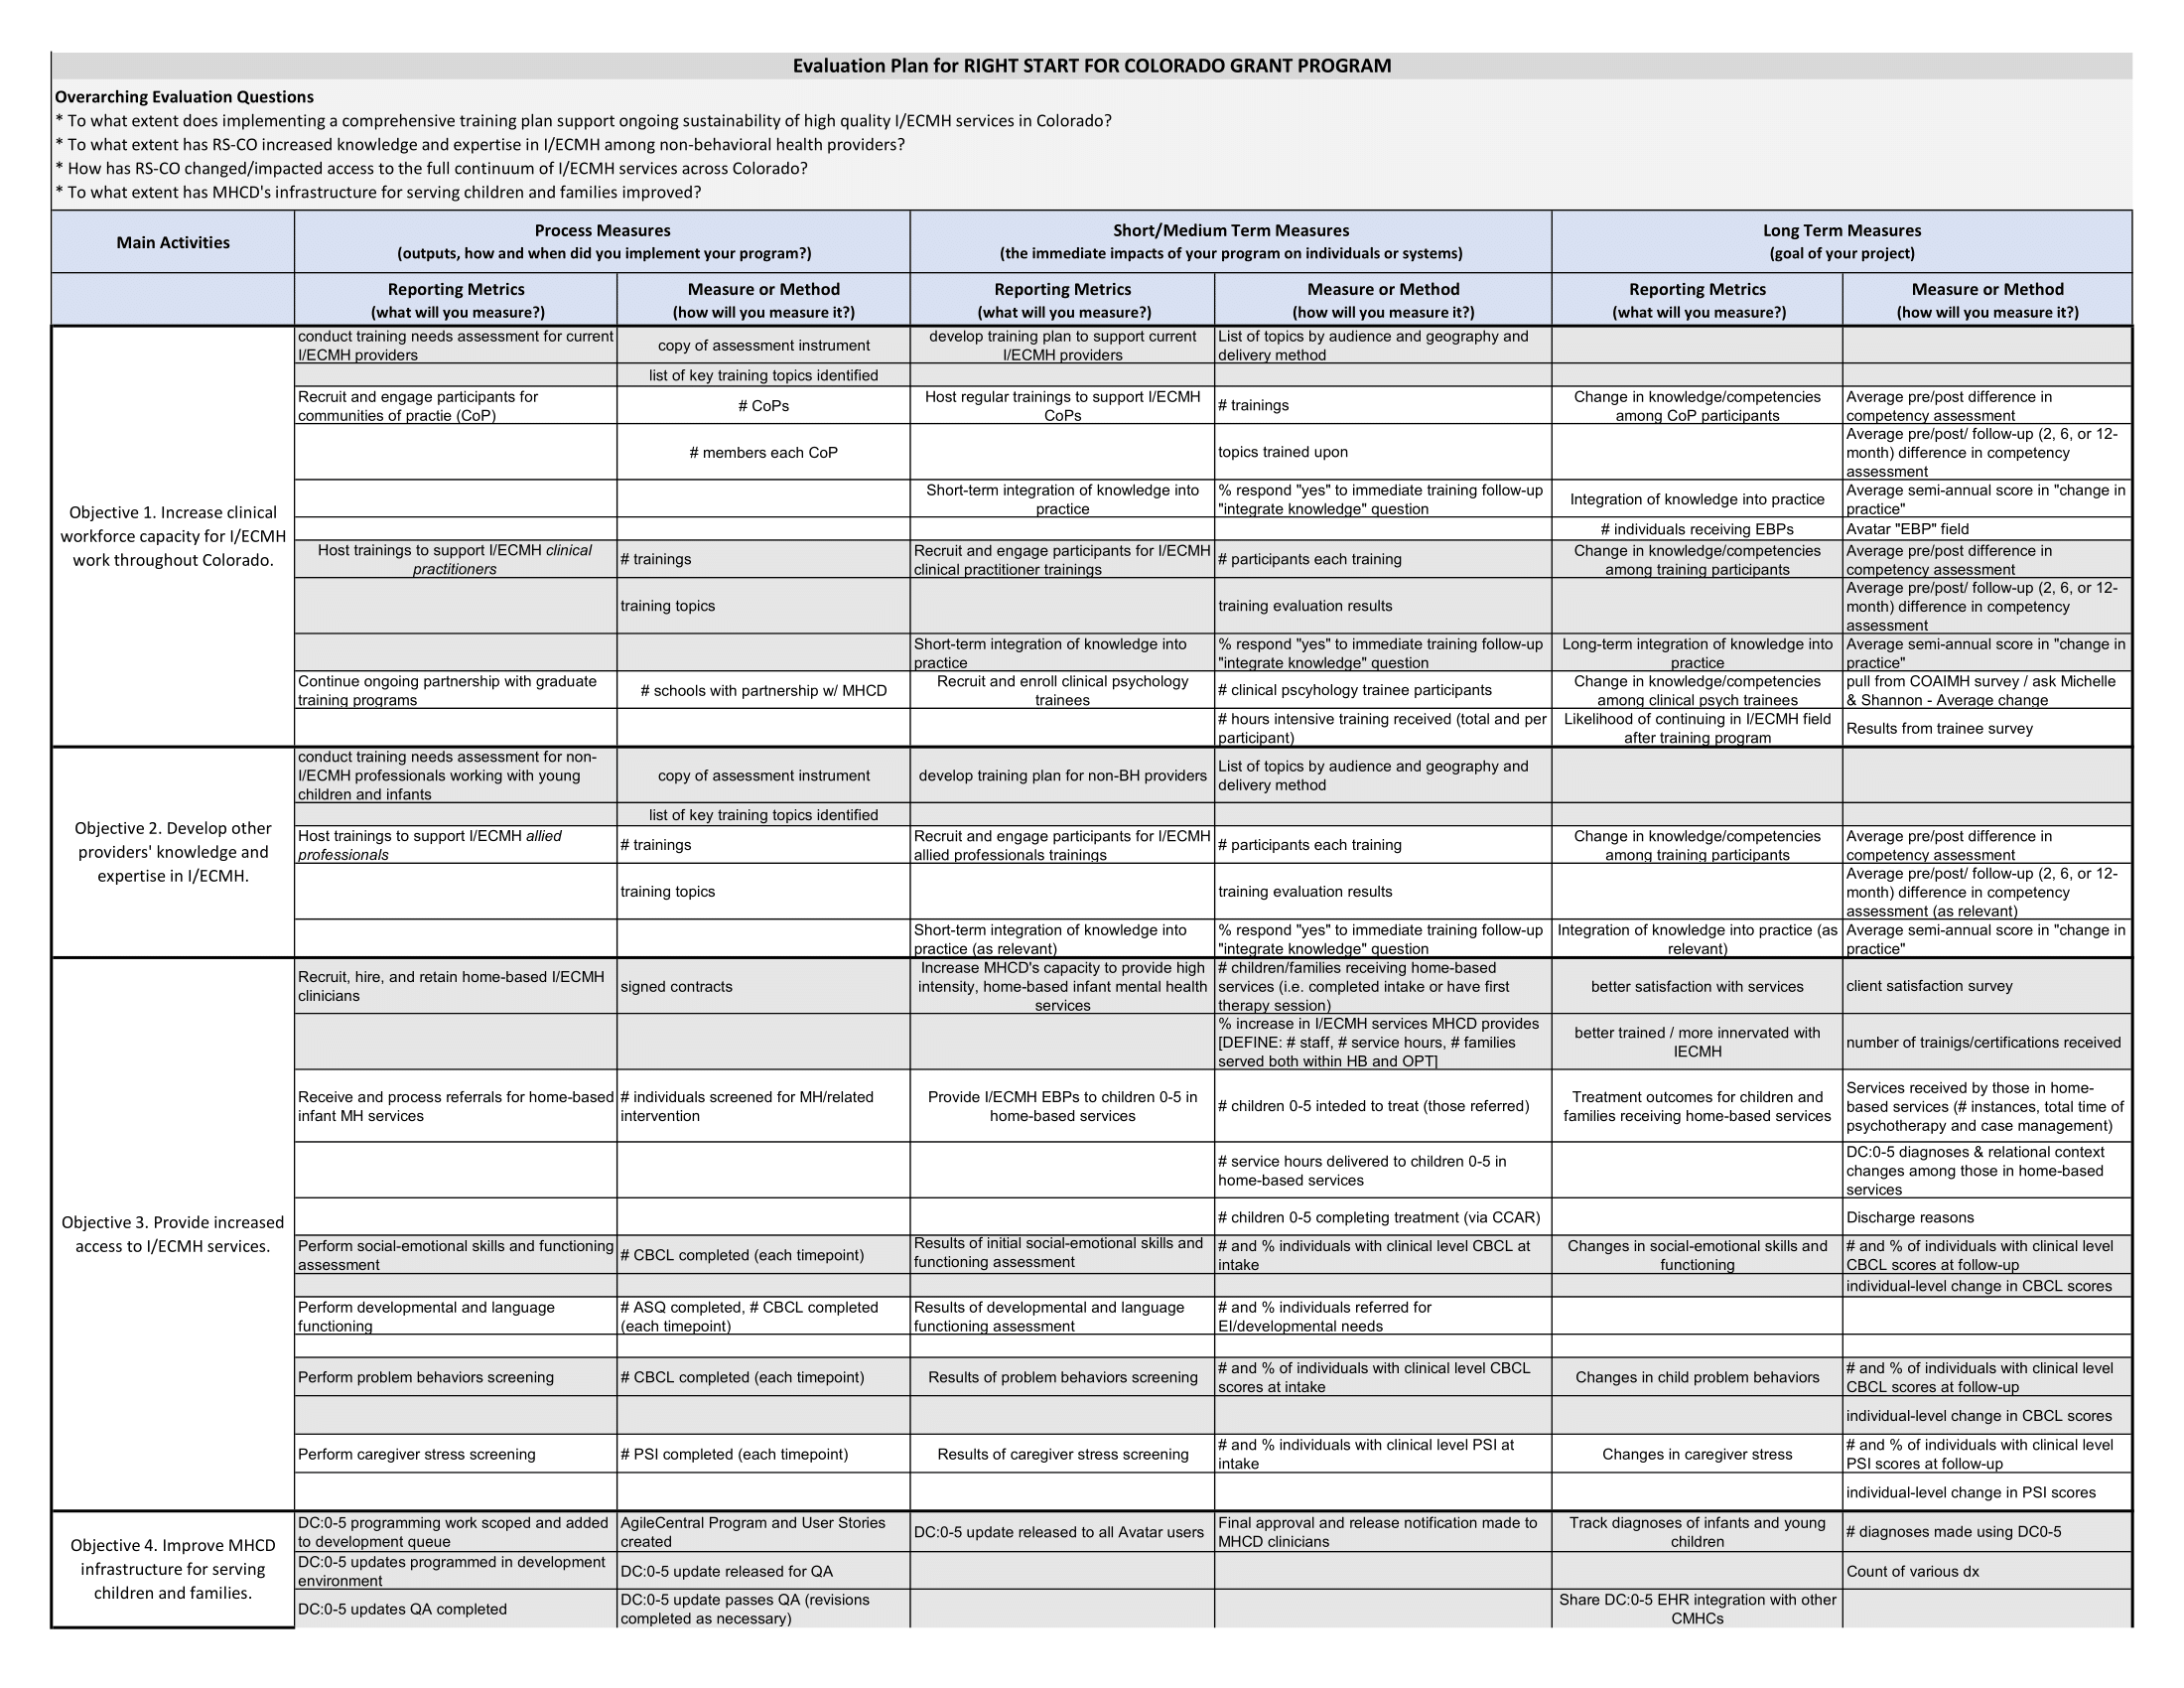 Evaluation Plan for RIGHT START FOR COLORADO GRANT PROGRAM
Overarching Evaluation Questions
* To what extent does implementing a comprehensive training plan support ongoing sustainability of high quality I/ECMH services in Colorado?
* To what extent has RS-CO increased knowledge and expertise in I/ECMH among non-behavioral health providers?
* How has RS-CO changed/impacted access to the full continuum of I/ECMH services across Colorado?
* To what extent has MHCD's infrastructure for serving children and families improved?
Main Activities
Process Measures
(outputs, how and when did you implement your program?)
Short/Medium Term Measures
(the immediate impacts of your program on individuals or systems)
Long Term Measures
(goal of your project)
Reporting Metrics
(what will you measure?)
Measure or Method
(how will you measure it?)
Reporting Metrics
(what will you measure?)
Measure or Method
(how will you measure it?)
Reporting Metrics
(what will you measure?)
Measure or Method
(how will you measure it?)
Objective 1. Increase clinical
workforce capacity for I/ECMH
work throughout Colorado.
conduct training needs assessment for current
I/ECMH providers
copy of assessment instrument
develop training plan to support current
I/ECMH providers
List of topics by audience and geography and
delivery method
list of key training topics identified
Recruit and engage participants for
communities of practie (CoP)
# CoPs
Host regular trainings to support I/ECMH
CoPs
# trainings
Change in knowledge/competencies
among CoP participants
Average pre/post difference in
competency assessment
# members each CoP
topics trained upon
Average pre/post/ follow-up (2, 6, or 12-
month) difference in competency
assessment
Short-term integration of knowledge into
practice
% respond "yes" to immediate training follow-up
"integrate knowledge" question
Integration of knowledge into practice
Average semi-annual score in "change in
practice"
# individuals receiving EBPs
Avatar "EBP" field
Host trainings to support I/ECMH clinical
practitioners
# trainings
Recruit and engage participants for I/ECMH
clinical practitioner trainings
# participants each training
Change in knowledge/competencies
among training participants
Average pre/post difference in
competency assessment
training topics
training evaluation results
Average pre/post/ follow-up (2, 6, or 12-
month) difference in competency
assessment
Short-term integration of knowledge into
practice
% respond "yes" to immediate training follow-up
"integrate knowledge" question
Long-term integration of knowledge into
practice
Average semi-annual score in "change in
practice"
Continue ongoing partnership with graduate
training programs
# schools with partnership w/ MHCD
Recruit and enroll clinical psychology
trainees
# clinical pscyhology trainee participants
Change in knowledge/competencies
among clinical psych trainees
pull from COAIMH survey / ask Michelle
& Shannon - Average change
# hours intensive training received (total and per
participant)
Likelihood of continuing in I/ECMH field
after training program
Results from trainee survey
Objective 2. Develop other
providers' knowledge and
expertise in I/ECMH.
conduct training needs assessment for non-
I/ECMH professionals working with young
children and infants
copy of assessment instrument
develop training plan for non-BH providers
List of topics by audience and geography and
delivery method
list of key training topics identified
Host trainings to support I/ECMH allied
professionals
# trainings
Recruit and engage participants for I/ECMH
allied professionals trainings
# participants each training
Change in knowledge/competencies
among training participants
Average pre/post difference in
competency assessment
training topics
training evaluation results
Average pre/post/ follow-up (2, 6, or 12-
month) difference in competency
assessment (as relevant)
Short-term integration of knowledge into
practice (as relevant)
% respond "yes" to immediate training follow-up
"integrate knowledge" question
Integration of knowledge into practice (as
relevant)
Average semi-annual score in "change in
practice"
Objective 3. Provide increased
access to I/ECMH services.
Recruit, hire, and retain home-based I/ECMH
clinicians
signed contracts
Increase MHCD's capacity to provide high
intensity, home-based infant mental health
services
# children/families receiving home-based
services (i.e. completed intake or have first
therapy session)
better satisfaction with services
client satisfaction survey
% increase in I/ECMH services MHCD provides
[DEFINE: # staff, # service hours, # families
served both within HB and OPT]
better trained / more innervated with
IECMH
number of trainigs/certifications received
Receive and process referrals for home-based
infant MH services
# individuals screened for MH/related
intervention
Provide I/ECMH EBPs to children 0-5 in
home-based services
# children 0-5 inteded to treat (those referred)
Treatment outcomes for children and
families receiving home-based services
Services received by those in home-
based services (# instances, total time of
psychotherapy and case management)
# service hours delivered to children 0-5 in
home-based services
DC:0-5 diagnoses & relational context
changes among those in home-based
services
# children 0-5 completing treatment (via CCAR)
Discharge reasons
Perform social-emotional skills and functioning
assessment
# CBCL completed (each timepoint)
Results of initial social-emotional skills and
functioning assessment
# and % individuals with clinical level CBCL at
intake
Changes in social-emotional skills and
functioning
# and % of individuals with clinical level
CBCL scores at follow-up
individual-level change in CBCL scores
Perform developmental and language
functioning
# ASQ completed, # CBCL completed
(each timepoint)
Results of developmental and language
functioning assessment
# and % individuals referred for
EI/developmental needs
Perform problem behaviors screening
# CBCL completed (each timepoint)
Results of problem behaviors screening
# and % of individuals with clinical level CBCL
scores at intake
Changes in child problem behaviors
# and % of individuals with clinical level
CBCL scores at follow-up
individual-level change in CBCL scores
Perform caregiver stress screening
# PSI completed (each timepoint)
Results of caregiver stress screening
# and % individuals with clinical level PSI at
intake
Changes in caregiver stress
# and % of individuals with clinical level
PSI scores at follow-up
individual-level change in PSI scores
Objective 4. Improve MHCD
infrastructure for serving
children and families.
DC:0-5 programming work scoped and added
to development queue
AgileCentral Program and User Stories
created
DC:0-5 update released to all Avatar users
Final approval and release notification made to
MHCD clinicians
Track diagnoses of infants and young
children
# diagnoses made using DC0-5
DC:0-5 updates programmed in development
environment
DC:0-5 update released for QA
Count of various dx
DC:0-5 updates QA completed
DC:0-5 update passes QA (revisions
completed as necessary)
Share DC:0-5 EHR integration with other
CMHCs